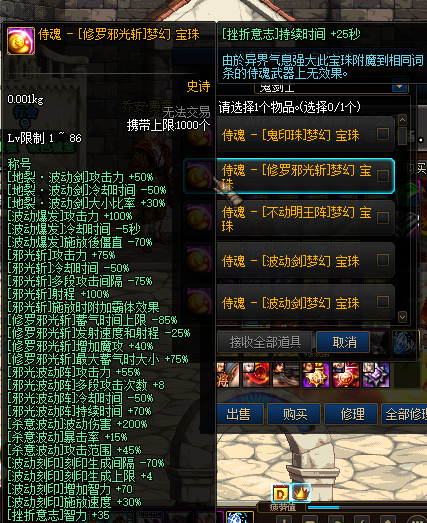 侍魂 - [修罗邪光斩]梦幻 宝珠
史诗
0.001kg
无法交易
携带上限:1000个
Lv限制 1 ~ 86
称号
[地裂·波动剑]攻击力 +50%
[地裂·波动剑]冷却时间 -50%
[地裂·波动剑]大小比率 +30%
[波动爆发]攻击力 +100%
[波动爆发]冷却时间 -5秒
[波动爆发]施放後僵直 -70%
[邪光斩]攻击力 +75%
[邪光斩]冷却时间 -50%
[邪光斩]多段攻击间隔 -75%
[邪光斩]射程 +100%
[邪光斩]施放时附加霸体效果
[修罗邪光斩]蓄气时间上限 -85%
[修罗邪光斩]发射速度和射程 -25%
[修罗邪光斩]增加魔攻 +40%
[修罗邪光斩]最大蓄气时大小 +75%
[邪光波动车]攻击力 +55%
[邪光波动车]多段攻击次数 +8
[邪光波动车]冷却时间 -50%
[邪光波动车]持续时间 +70%
[杀意波动]波动伤害 +200%
[杀意波动]暴击率 +15%
[杀意波动]攻击范围 +45%
[波动刻印]刻印生成间隔 -70%
[波动刻印]刻印生成上限 +4
[波动刻印]增加智力 +70
[波动刻印]施放速度 +30%
[挫折意志]智力 +35
[挫折意志]持续时间 +25秒
由於异界气息强大此宝珠附魔到相同词
条的侍魂武器上无效果。
鬼剑士
请选择1个物品。(选择0/1个)
侍魂 - [鬼印珠]梦幻 宝珠
侍魂 - [修罗邪光斩]梦幻 宝
珠
侍魂 - [不动明王阵]梦幻 宝
珠
侍魂 - [波动剑]梦幻 宝珠
侍魂 - [波动剑]梦幻 宝珠
接收全部道具
取消
出售
购买
修理
全部修理
疲劳值